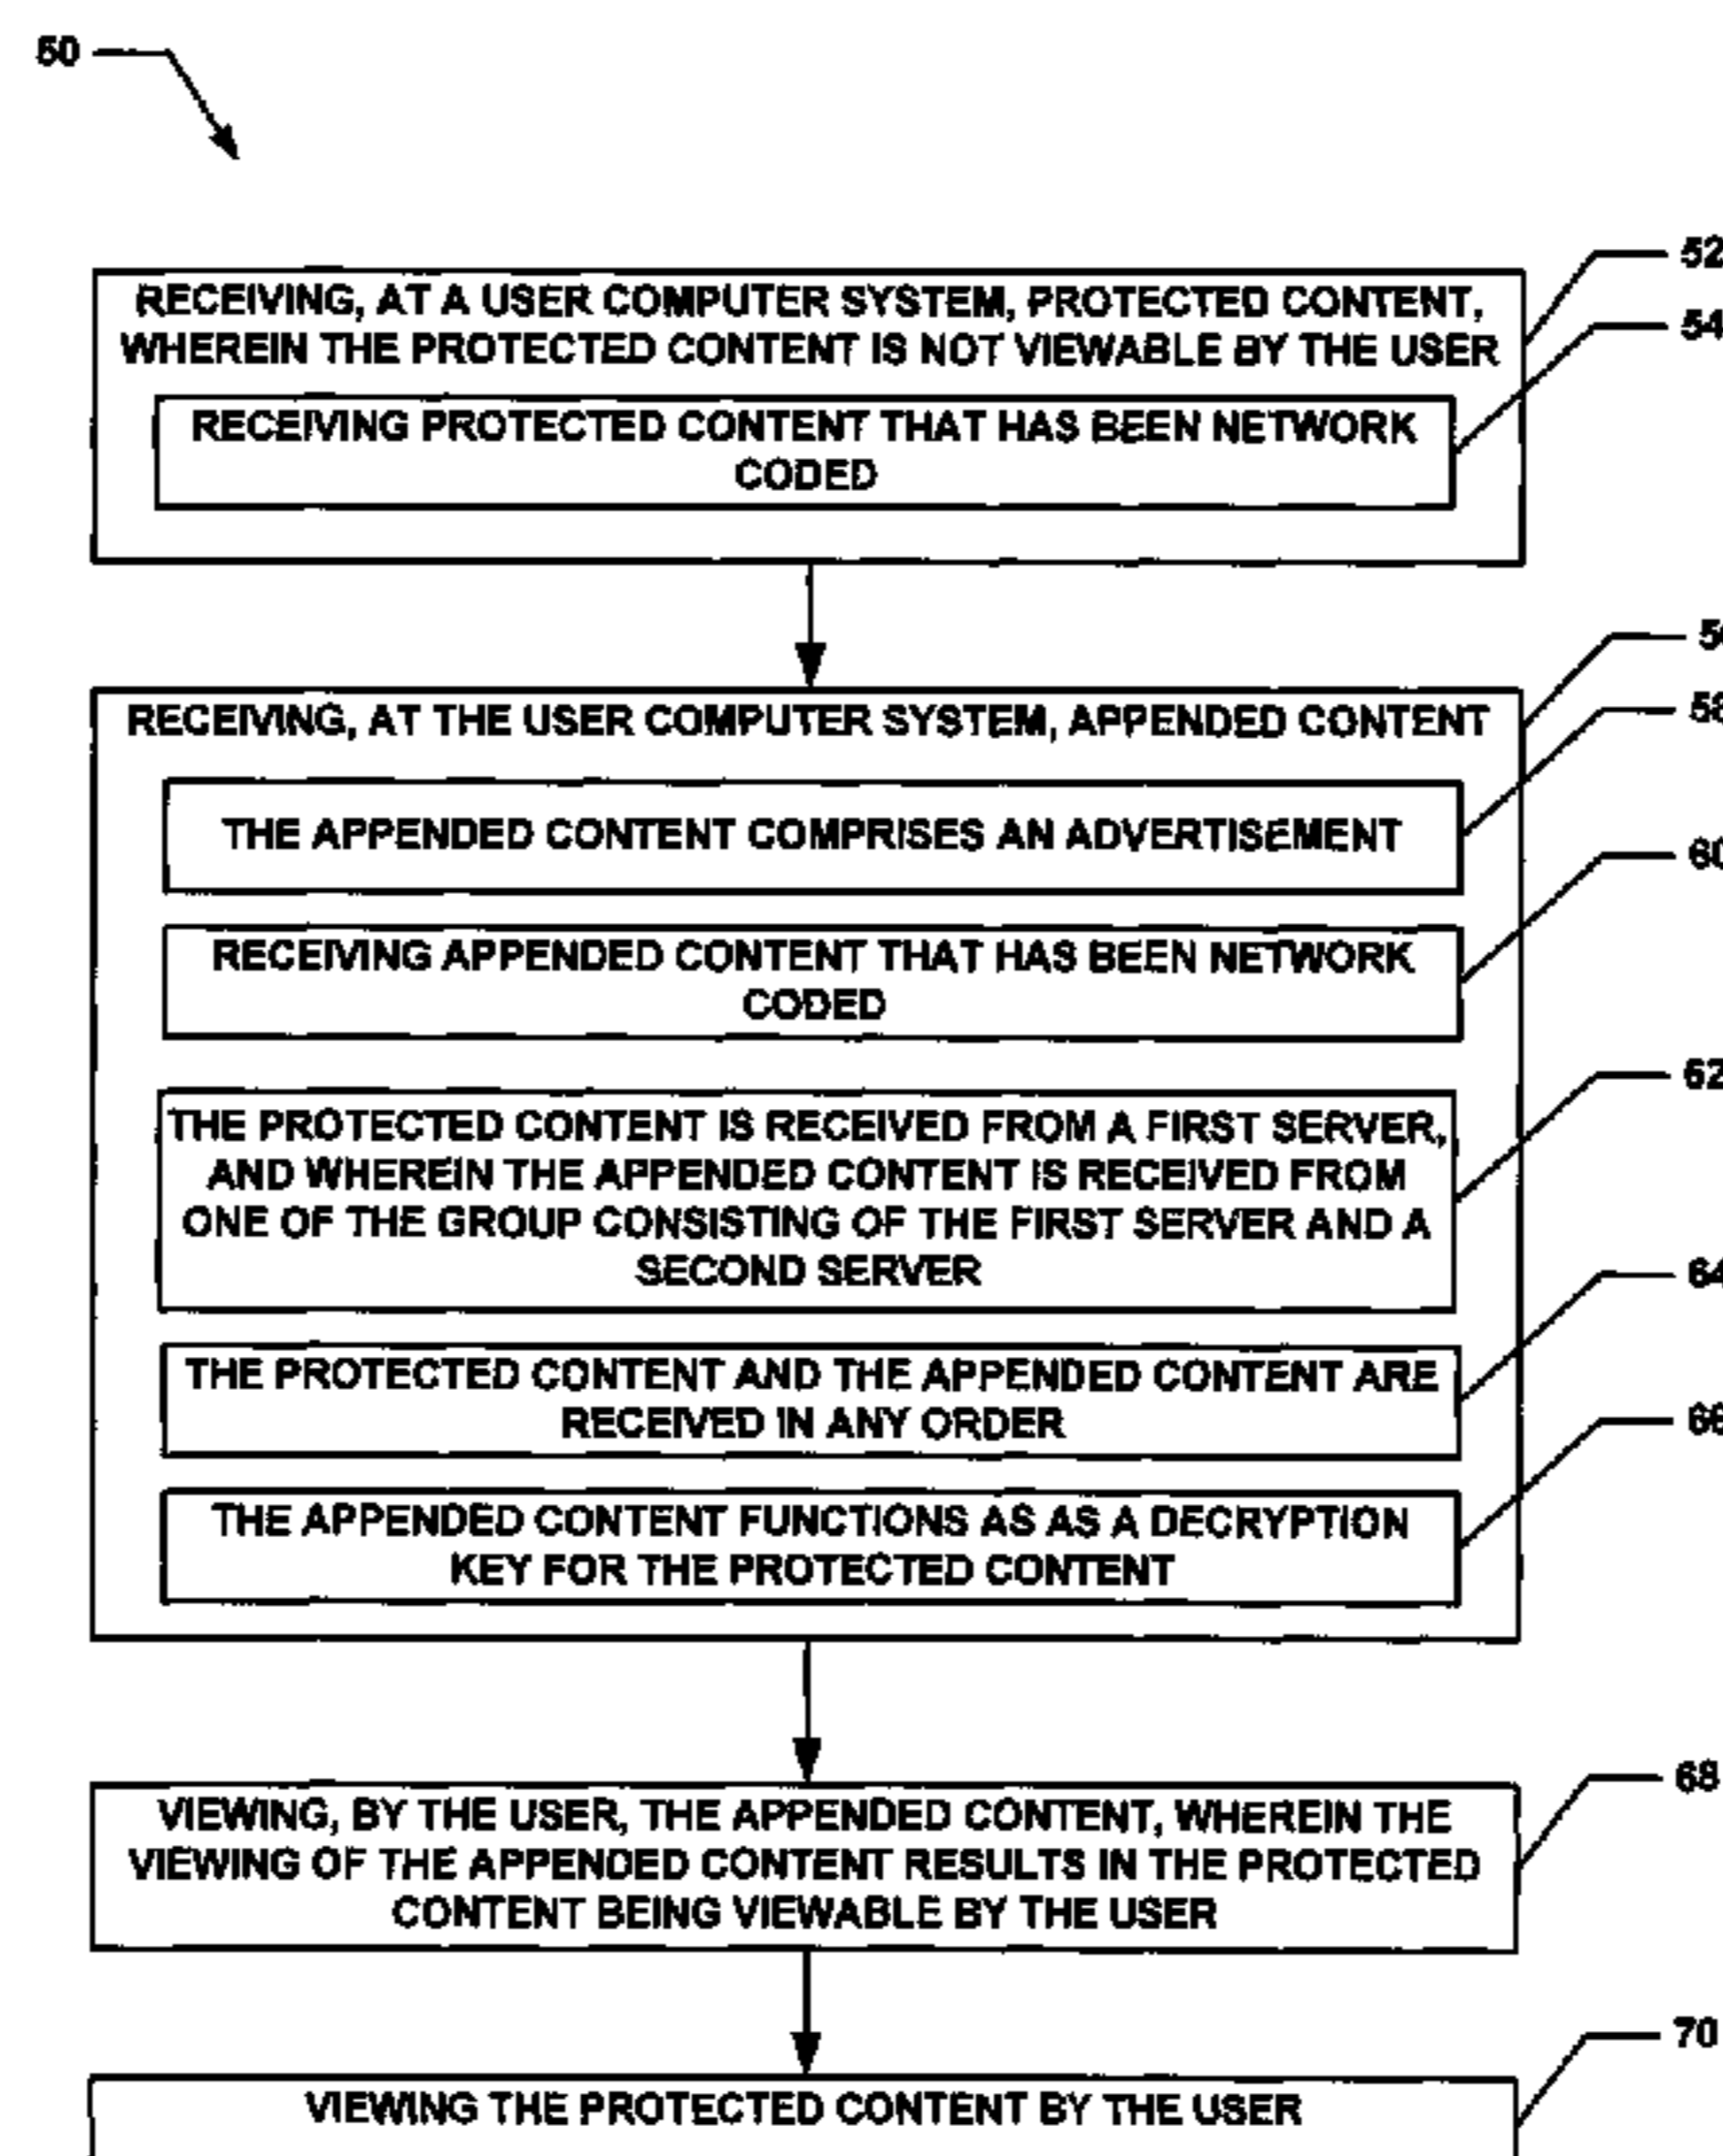 50
52
RECEIVING, AT A USER COMPUTER SYSTEM, PROTECTED CONTENT,
WHEREIN THE PROTECTED CONTENT IS NOT VIEWABLE BY THE USER
54
RECEIVING PROTECTED CONTENT THAT HAS BEEN NETWORK
CODED
RECEIVING, AT THE USER COMPUTER SYSTEM, APPENDED CONTENT
58
THE APPENDED CONTENT COMPRISES AN ADVERTISEMENT
60
RECEIVING APPENDED CONTENT THAT HAS BEEN NETWORK
CODED
62
THE PROTECTED CONTENT IS RECEIVED FROM A FIRST SERVER,
AND WHEREIN THE APPENDED CONTENT IS RECEIVED FROM
ONE OF THE GROUP CONSISTING OF THE FIRST SERVER AND A
SECOND SERVER
64
THE PROTECTED CONTENT AND THE APPENDED CONTENT ARE
RECEIVED IN ANY ORDER
66
THE APPENDED CONTENT FUNCTIONS AS AS A DECRYPTION
KEY FOR THE PROTECTED CONTENT
68
VIEWING, BY THE USER, THE APPENDED CONTENT, WHEREIN THE
VIEWING OF THE APPENDED CONTENT RESULTS IN THE PROTECTED
CONTENT BEING VIEWABLE BY THE USER
70
VIEWING THE PROTECTED CONTENT BY THE USER